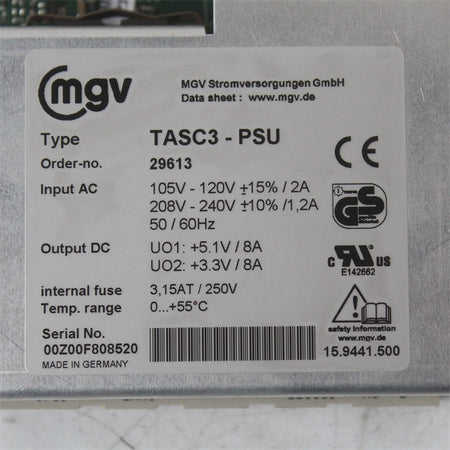 mgv
MGV Stromversorgungen GmbH
Data sheet : www.mgv.de
Type TASC3 - PSU
Order-no. 29613
CE
Input AC 105V - 120V ±15% / 2A
208V - 240V ±10% /1,2A
50 / 60Hz
GS
Output DC UO1: +5.1V / 8A
UO2: +3.3V / 8A
c RU US
E142662
internal fuse 3,15AT / 250V
Temp. range 0...+55°C
safety Information
www.mgv.de
Serial No.
00Z00F808520
15.9441.500
MADE IN GERMANY